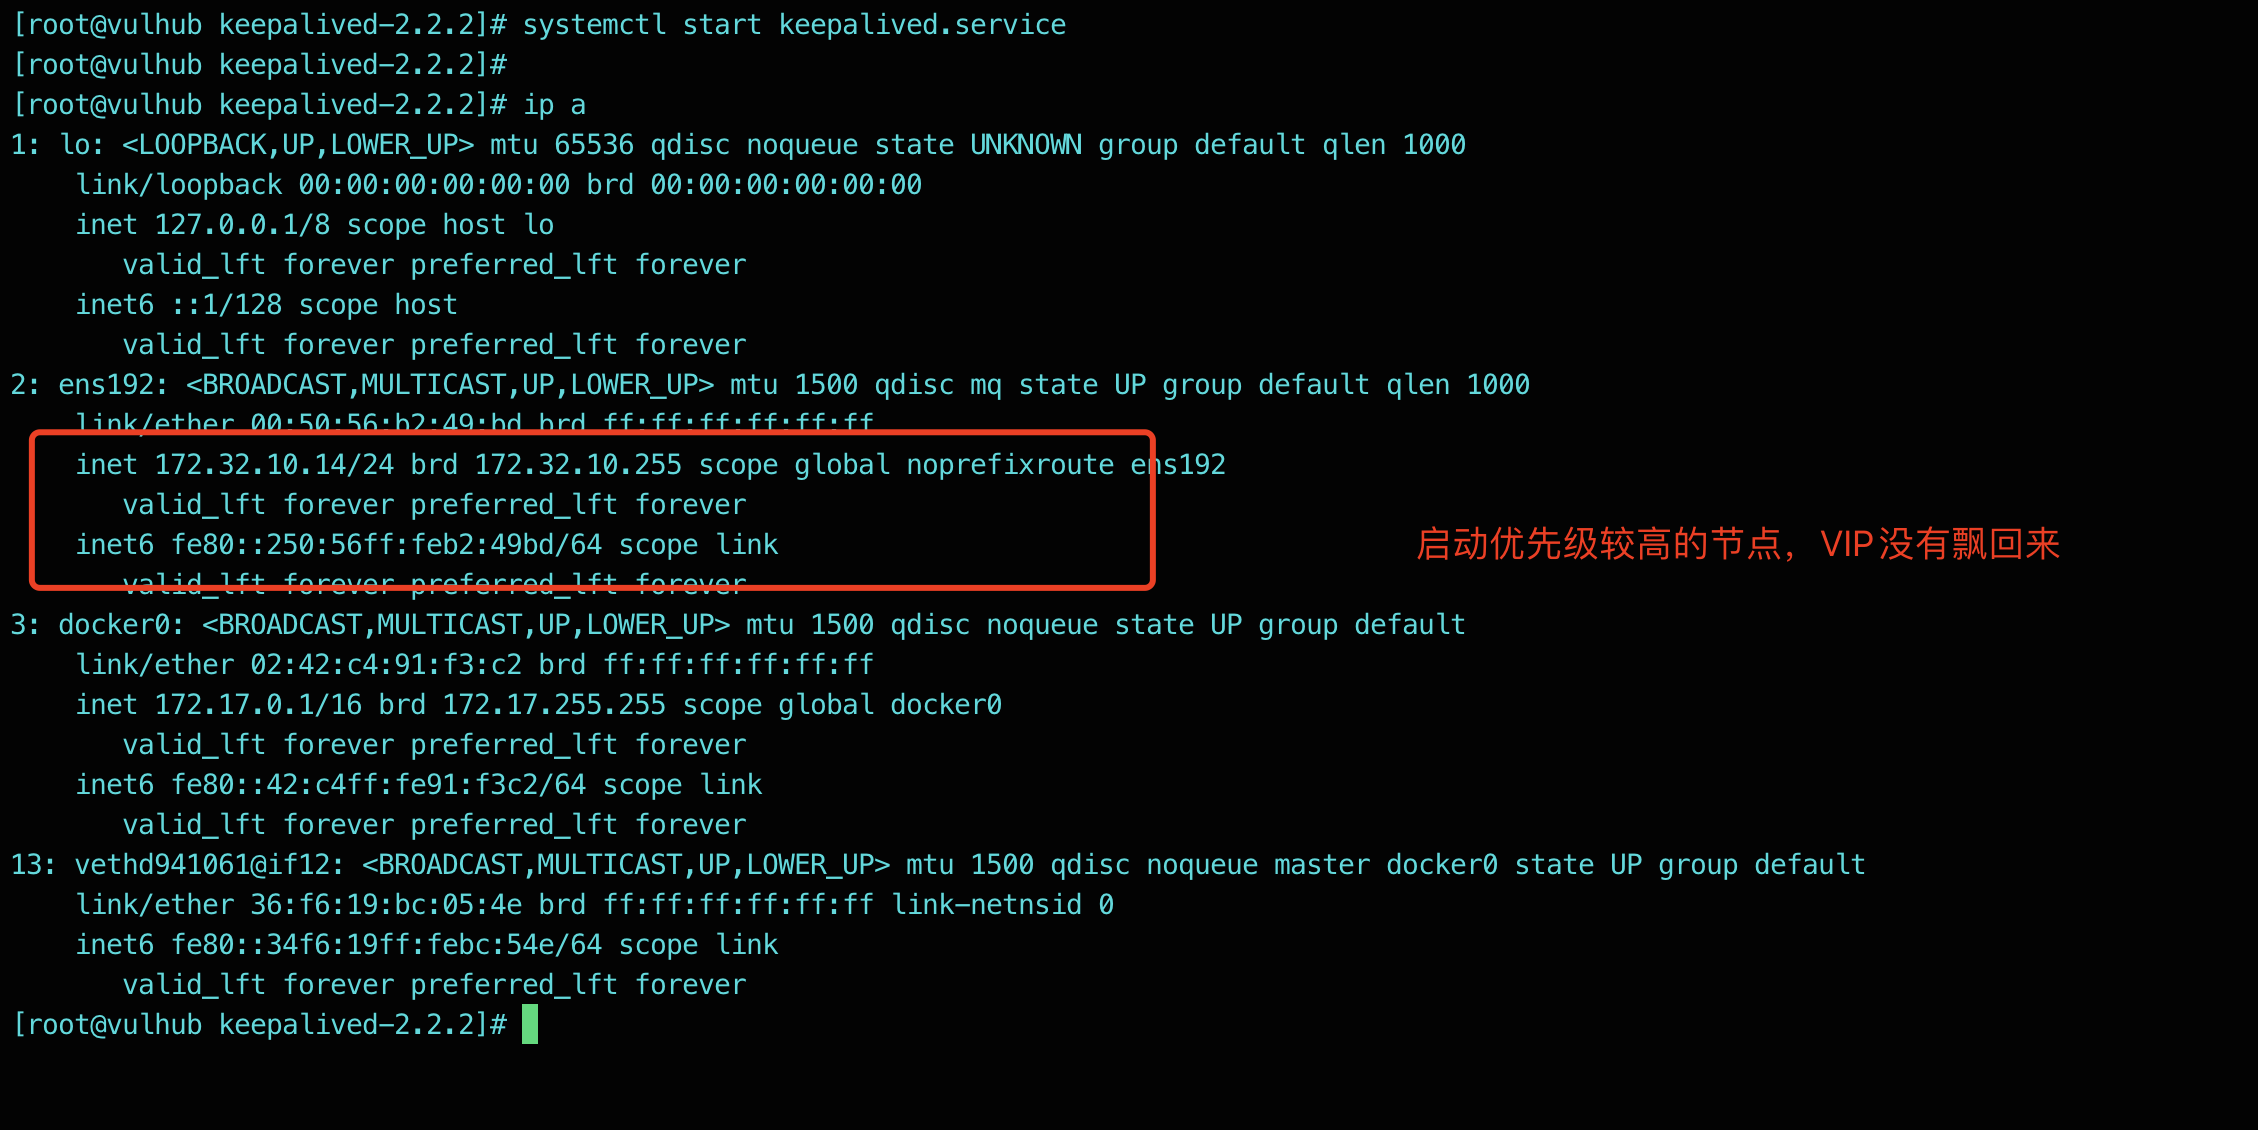 [root@vulhub keepalived-2.2.2]# systemctl start keepalived.service
[root@vulhub keepalived-2.2.2]#
[root@vulhub keepalived-2.2.2]# ip a
1: lo: <LOOPBACK,UP,LOWER_UP> mtu 65536 qdisc noqueue state UNKNOWN group default qlen 1000
    link/loopback 00:00:00:00:00:00 brd 00:00:00:00:00:00
    inet 127.0.0.1/8 scope host lo
       valid_lft forever preferred_lft forever
    inet6 ::1/128 scope host
       valid_lft forever preferred_lft forever
2: ens192: <BROADCAST,MULTICAST,UP,LOWER_UP> mtu 1500 qdisc mq state UP group default qlen 1000
    link/ether 00:50:56:b2:49:bd brd ff:ff:ff:ff:ff:ff
    inet 172.32.10.14/24 brd 172.32.10.255 scope global noprefixroute ens192
       valid_lft forever preferred_lft forever
    inet6 fe80::250:56ff:feb2:49bd/64 scope link
启动优先级较高的节点，VIP没有飘回来
       valid_lft forever preferred_lft forever
3: docker0: <BROADCAST,MULTICAST,UP,LOWER_UP> mtu 1500 qdisc noqueue state UP group default
    link/ether 02:42:c4:91:f3:c2 brd ff:ff:ff:ff:ff:ff
    inet 172.17.0.1/16 brd 172.17.255.255 scope global docker0
       valid_lft forever preferred_lft forever
    inet6 fe80::42:c4ff:fe91:f3c2/64 scope link
       valid_lft forever preferred_lft forever
13: vethd941061@if12: <BROADCAST,MULTICAST,UP,LOWER_UP> mtu 1500 qdisc noqueue master docker0 state UP group default
    link/ether 36:f6:19:bc:05:4e brd ff:ff:ff:ff:ff:ff link-netnsid 0
    inet6 fe80::34f6:19ff:febc:54e/64 scope link
       valid_lft forever preferred_lft forever
[root@vulhub keepalived-2.2.2]#